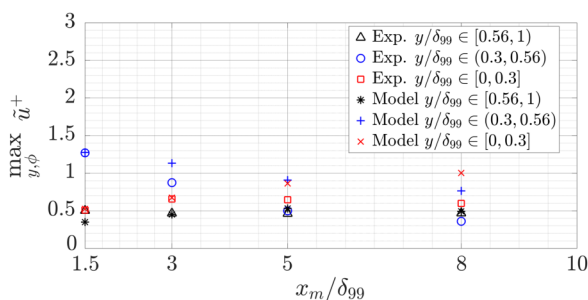 3
2.5
2
1.5
1
0.5
0
max ũ⁺
y,ϕ
△ Exp. y/δ₉₉ ∈ [0.56, 1)
○ Exp. y/δ₉₉ ∈ (0.3, 0.56)
□ Exp. y/δ₉₉ ∈ [0, 0.3]
* Model y/δ₉₉ ∈ [0.56, 1)
+ Model y/δ₉₉ ∈ (0.3, 0.56)
× Model y/δ₉₉ ∈ [0, 0.3]
1.5 3 5 8 10
xₘ/δ₉₉